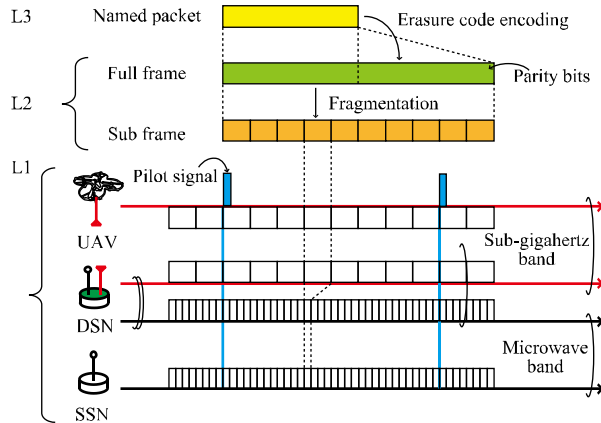 L3
Named packet
Erasure code encoding
Full frame
Parity bits
L2
Fragmentation
Sub frame
L1
Pilot signal
UAV
Sub-gigahertz
band
DSN
Microwave
band
SSN